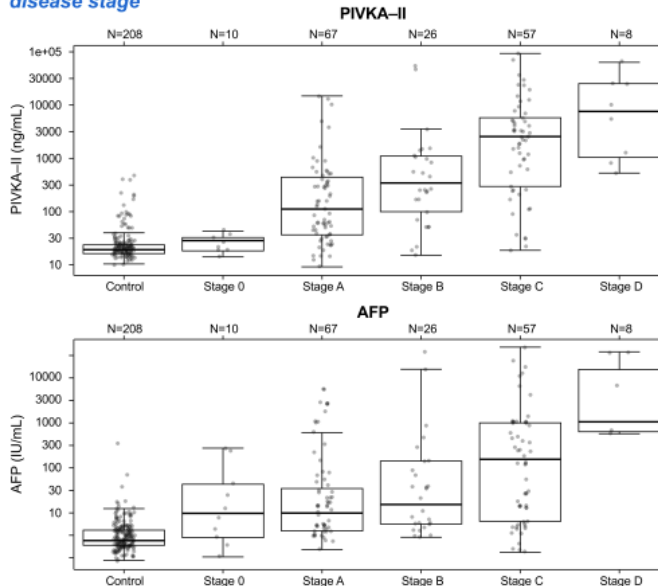 disease stage
PIVKA–II
N=208 N=10 N=67 N=26 N=57 N=8
PIVKA–II (ng/mL)
1e+05
30000
10000
3000
1000
300
100
30
10
Control Stage 0 Stage A Stage B Stage C Stage D
AFP
N=208 N=10 N=67 N=26 N=57 N=8
AFP (IU/mL)
10000
3000
1000
300
100
30
10
Control Stage 0 Stage A Stage B Stage C Stage D